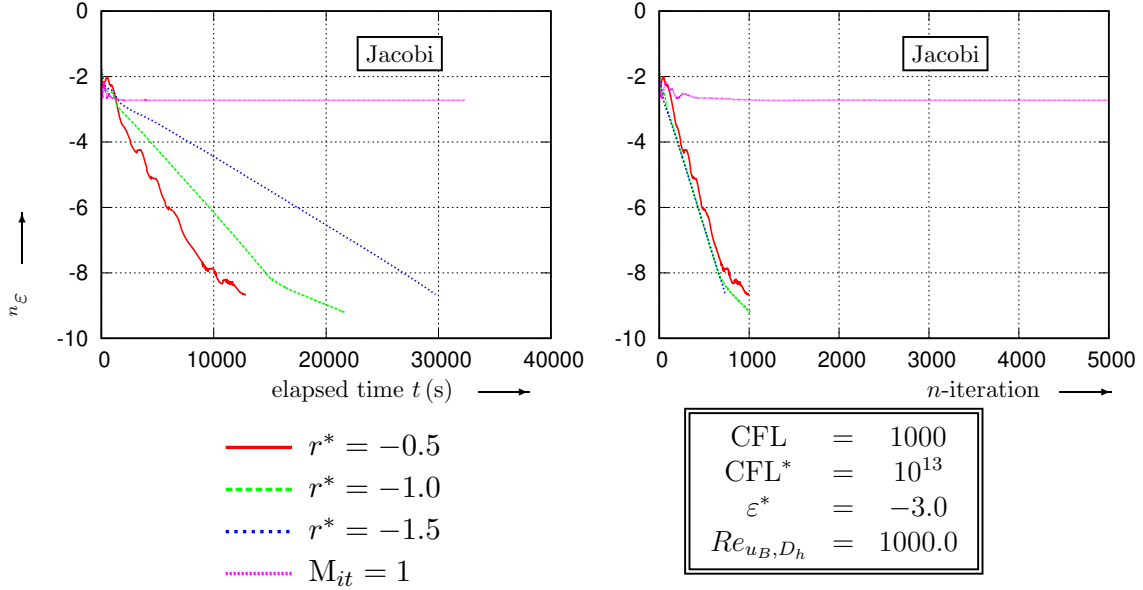 0
-2
-4
-6
-8
-10
0
10000
20000
30000
40000
Jacobi
elapsed time t (s)
nε
0
-2
-4
-6
-8
-10
0
1000
2000
3000
4000
5000
Jacobi
n-iteration
r* = −0.5
r* = −1.0
r* = −1.5
M_it = 1
CFL = 1000
CFL* = 10^13
ε* = −3.0
Re_{u_B,D_h} = 1000.0